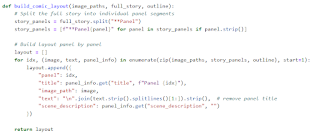 def build_comic_layout(image_paths, full_story, outline):
    # Split the full story into individual panel segments
    story_panels = full_story.split("**Panel")
    story_panels = [f"**Panel{panel}" for panel in story_panels if panel.strip()]
    # Build layout panel by panel
    layout = []
    for idx, (image, text, panel_info) in enumerate(zip(image_paths, story_panels, outline), start=1):
        layout.append({
            "panel": idx,
            "title": panel_info.get("title", f"Panel {idx}"),
            "image_path": image,
            "text": "\n".join(text.strip().splitlines()[1:]).strip(),  # remove panel title
            "scene_description": panel_info.get("scene_description", "")
        })
    return layout